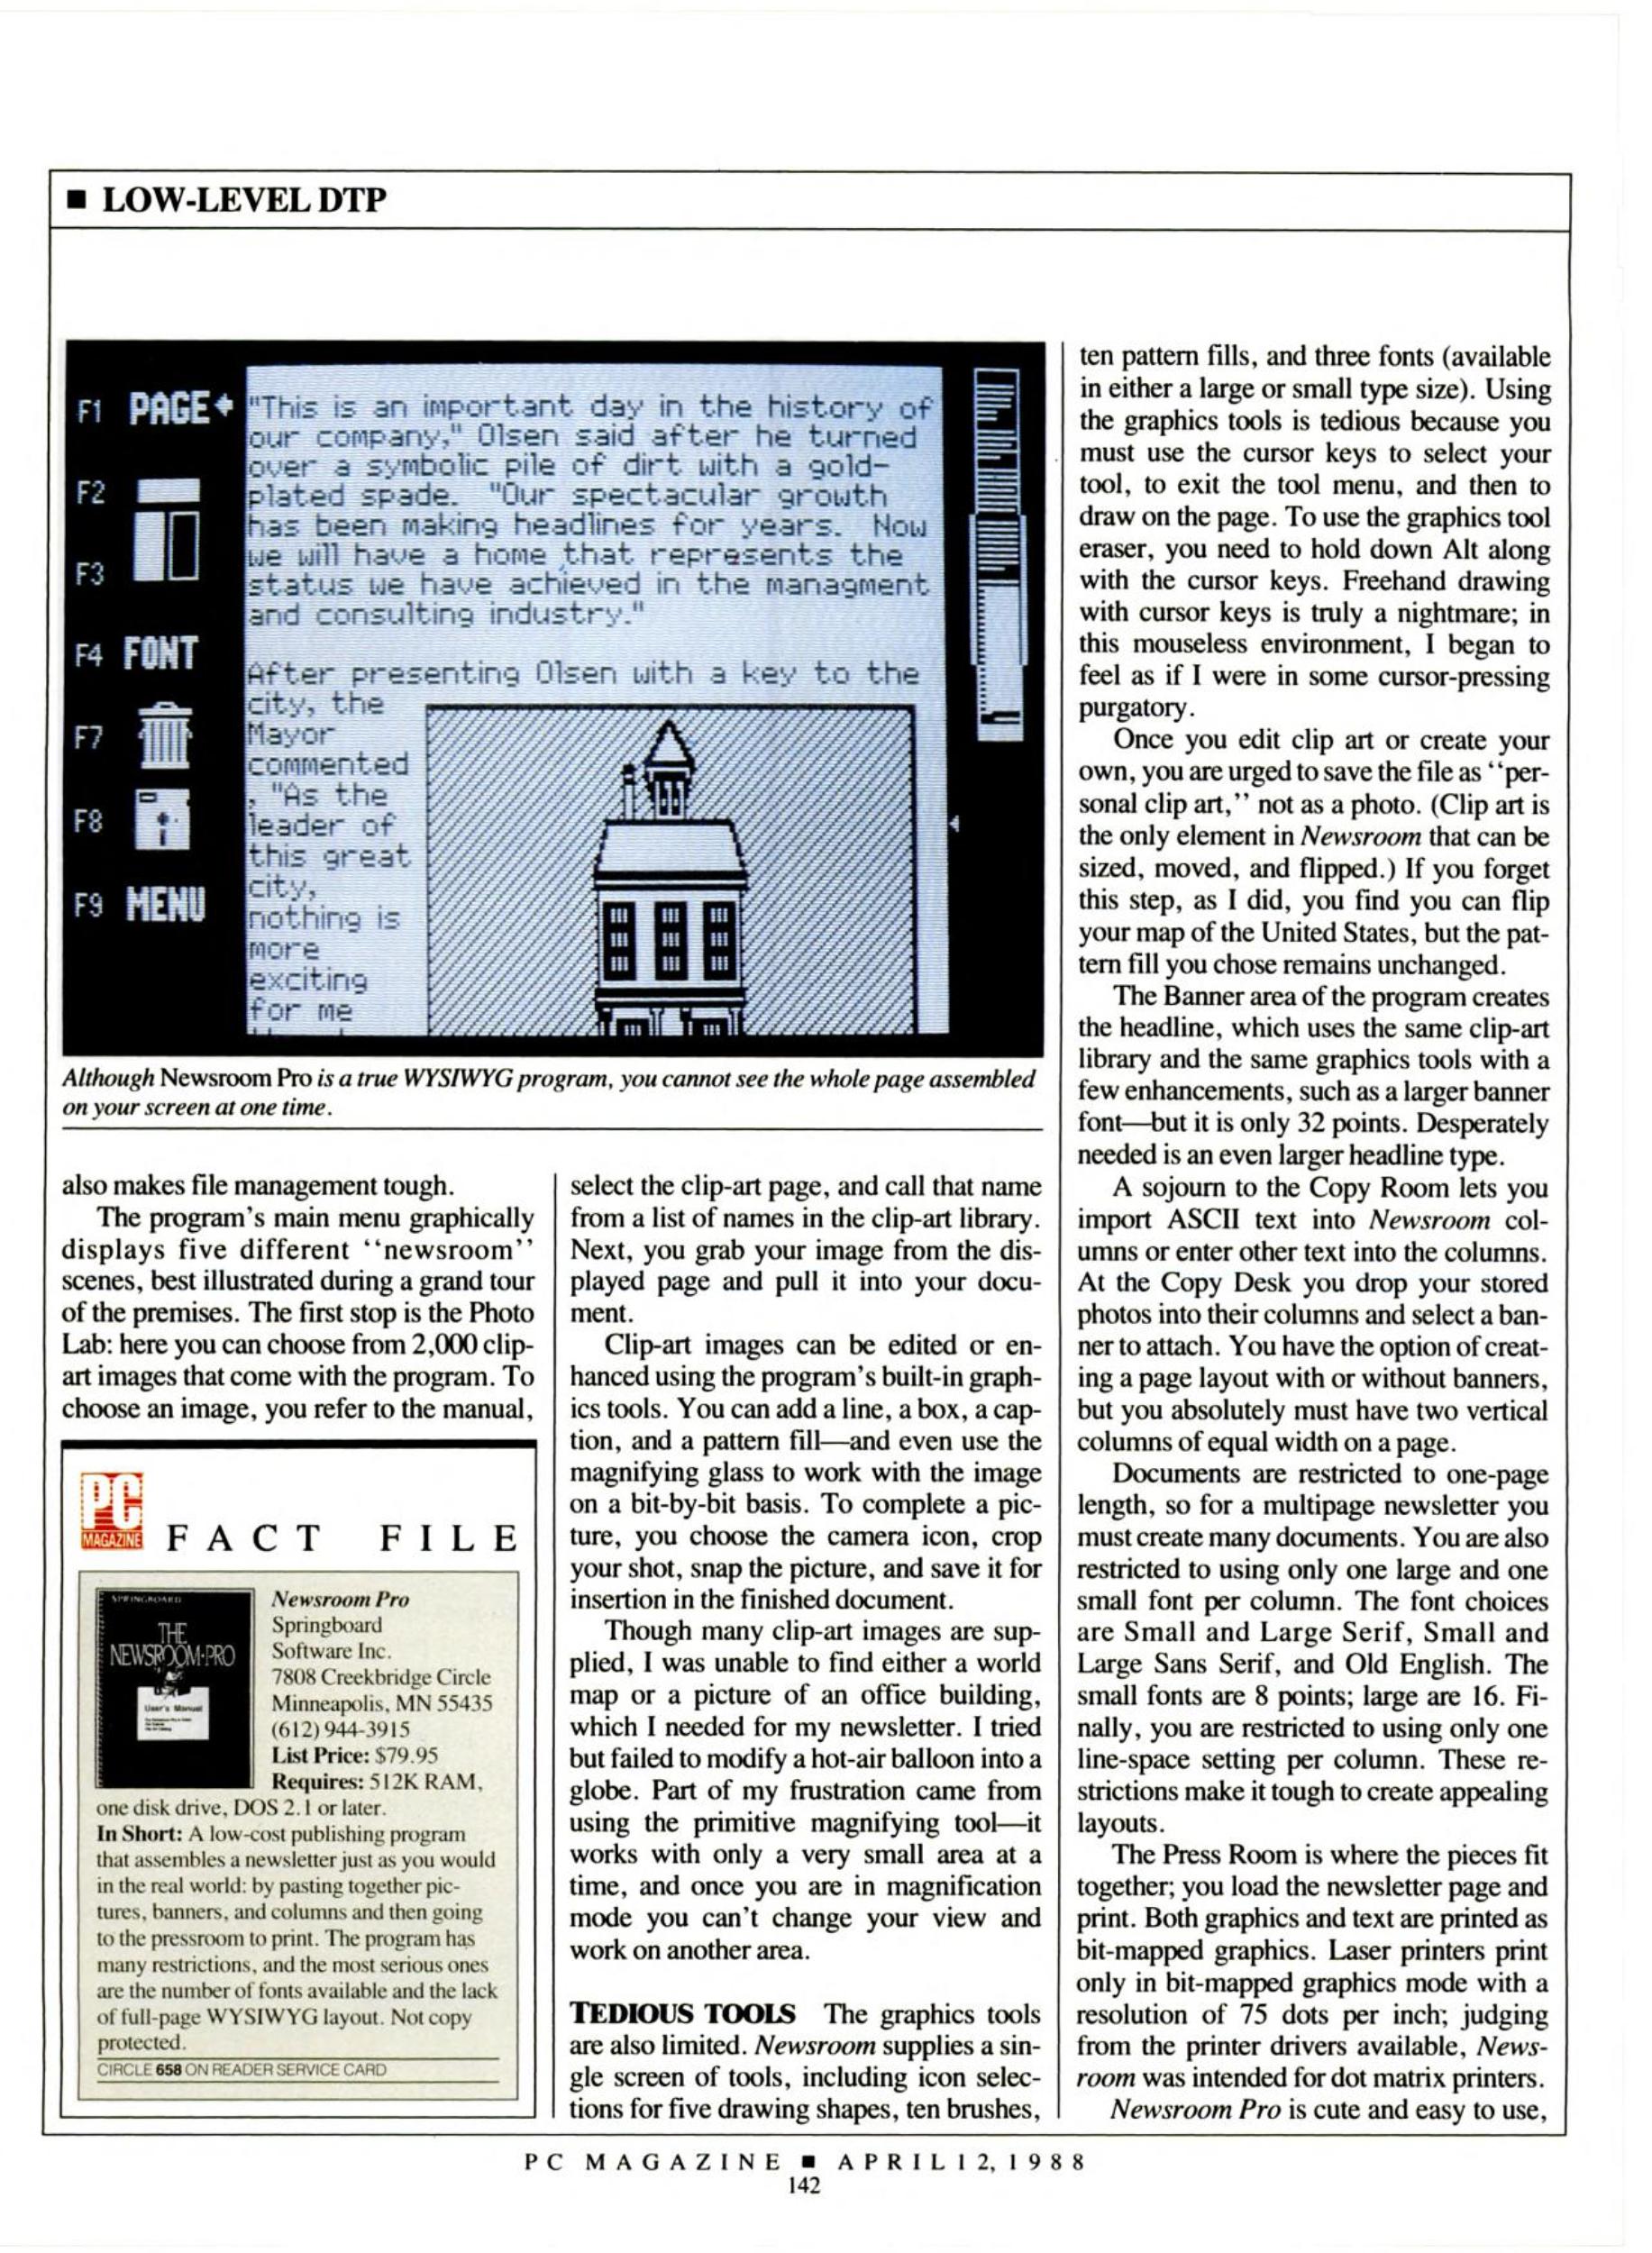 ■ LOW-LEVEL DTP
F1 PAGE
F2
F3
F4 FONT
F7
F8
F9 MENU
"This is an important day in the history of
our company," Olsen said after he turned
over a symbolic pile of dirt with a gold-
plated spade. "Our spectacular growth
has been making headlines for years. Now
we will have a home that represents the
status we have achieved in the managment
and consulting industry."
After presenting Olsen with a key to the
city, the
Mayor
commented
, "As the
leader of
this great
city,
nothing is
more
exciting
for me
Although Newsroom Pro is a true WYSIWYG program, you cannot see the whole page assembled
on your screen at one time.
also makes file management tough.
The program's main menu graphically
displays five different ‘‘newsroom’’
scenes, best illustrated during a grand tour
of the premises. The first stop is the Photo
Lab: here you can choose from 2,000 clip-
art images that come with the program. To
choose an image, you refer to the manual,
PC
MAGAZINE
FACT FILE
SPRINGBOARD
THE
NEWSROOM·PRO
User's Manual
Newsroom Pro
Springboard
Software Inc.
7808 Creekbridge Circle
Minneapolis, MN 55435
(612) 944-3915
List Price: $79.95
Requires: 512K RAM,
one disk drive, DOS 2.1 or later.
In Short: A low-cost publishing program
that assembles a newsletter just as you would
in the real world: by pasting together pic-
tures, banners, and columns and then going
to the pressroom to print. The program has
many restrictions, and the most serious ones
are the number of fonts available and the lack
of full-page WYSIWYG layout. Not copy
protected.
CIRCLE 658 ON READER SERVICE CARD
select the clip-art page, and call that name
from a list of names in the clip-art library.
Next, you grab your image from the dis-
played page and pull it into your docu-
ment.
Clip-art images can be edited or en-
hanced using the program's built-in graph-
ics tools. You can add a line, a box, a cap-
tion, and a pattern fill—and even use the
magnifying glass to work with the image
on a bit-by-bit basis. To complete a pic-
ture, you choose the camera icon, crop
your shot, snap the picture, and save it for
insertion in the finished document.
Though many clip-art images are sup-
plied, I was unable to find either a world
map or a picture of an office building,
which I needed for my newsletter. I tried
but failed to modify a hot-air balloon into a
globe. Part of my frustration came from
using the primitive magnifying tool—it
works with only a very small area at a
time, and once you are in magnification
mode you can't change your view and
work on another area.
TEDIOUS TOOLS The graphics tools
are also limited. Newsroom supplies a sin-
gle screen of tools, including icon selec-
tions for five drawing shapes, ten brushes,
ten pattern fills, and three fonts (available
in either a large or small type size). Using
the graphics tools is tedious because you
must use the cursor keys to select your
tool, to exit the tool menu, and then to
draw on the page. To use the graphics tool
eraser, you need to hold down Alt along
with the cursor keys. Freehand drawing
with cursor keys is truly a nightmare; in
this mouseless environment, I began to
feel as if I were in some cursor-pressing
purgatory.
Once you edit clip art or create your
own, you are urged to save the file as ‘‘per-
sonal clip art,’’ not as a photo. (Clip art is
the only element in Newsroom that can be
sized, moved, and flipped.) If you forget
this step, as I did, you find you can flip
your map of the United States, but the pat-
tern fill you chose remains unchanged.
The Banner area of the program creates
the headline, which uses the same clip-art
library and the same graphics tools with a
few enhancements, such as a larger banner
font—but it is only 32 points. Desperately
needed is an even larger headline type.
A sojourn to the Copy Room lets you
import ASCII text into Newsroom col-
umns or enter other text into the columns.
At the Copy Desk you drop your stored
photos into their columns and select a ban-
ner to attach. You have the option of creat-
ing a page layout with or without banners,
but you absolutely must have two vertical
columns of equal width on a page.
Documents are restricted to one-page
length, so for a multipage newsletter you
must create many documents. You are also
restricted to using only one large and one
small font per column. The font choices
are Small and Large Serif, Small and
Large Sans Serif, and Old English. The
small fonts are 8 points; large are 16. Fi-
nally, you are restricted to using only one
line-space setting per column. These re-
strictions make it tough to create appealing
layouts.
The Press Room is where the pieces fit
together; you load the newsletter page and
print. Both graphics and text are printed as
bit-mapped graphics. Laser printers print
only in bit-mapped graphics mode with a
resolution of 75 dots per inch; judging
from the printer drivers available, News-
room was intended for dot matrix printers.
Newsroom Pro is cute and easy to use,
PC MAGAZINE ■ APRIL 12, 1988
142